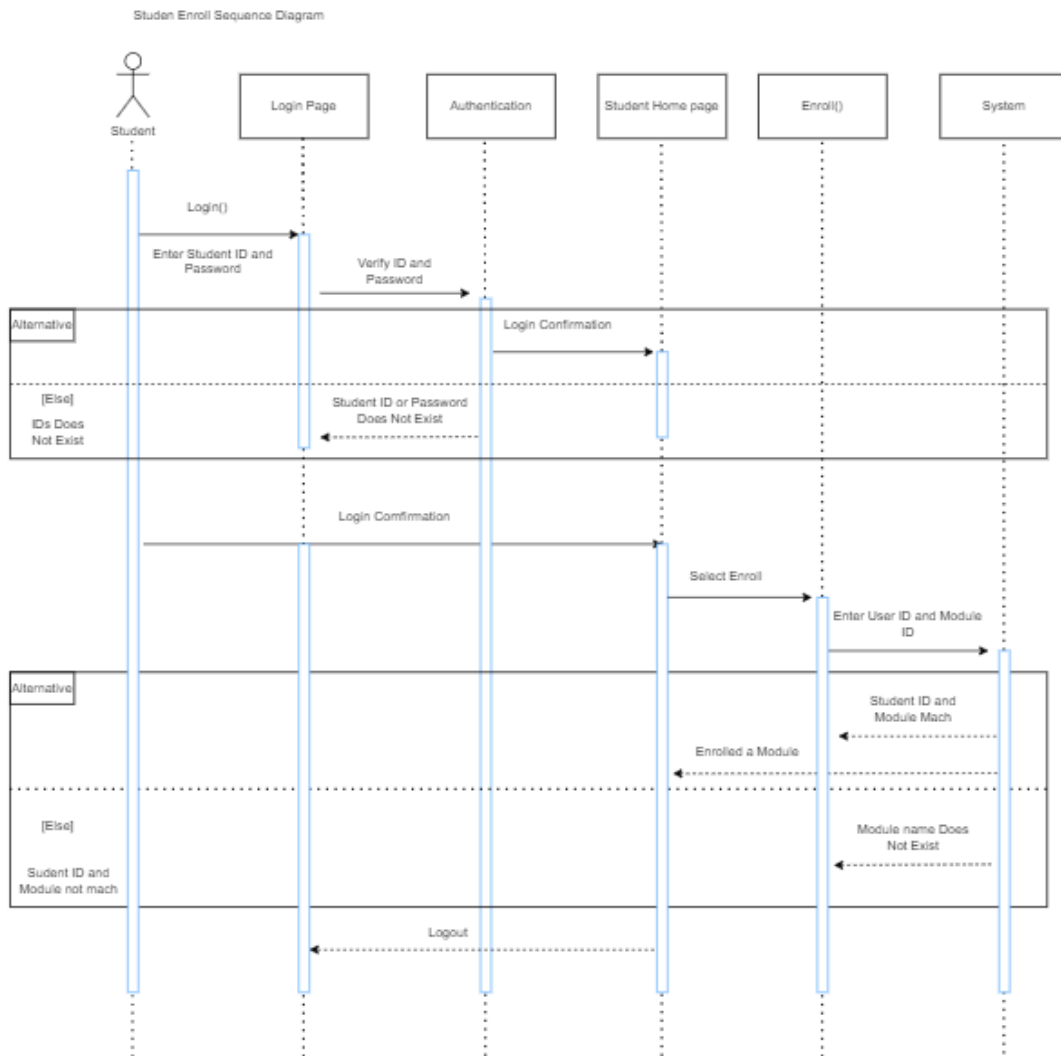 Studen Enroll Sequence Diagram
Student
Login Page
Authentication
Student Home page
Enroll()
System
Login()
Enter Student ID and
Password
Verify ID and
Password
Alternative
Login Confirmation
[Else]
IDs Does
Not Exist
Student ID or Password
Does Not Exist
Login Comfirmation
Select Enroll
Enter User ID and Module
ID
Alternative
Student ID and
Module Mach
Enrolled a Module
[Else]
Sudent ID and
Module not mach
Module name Does
Not Exist
Logout